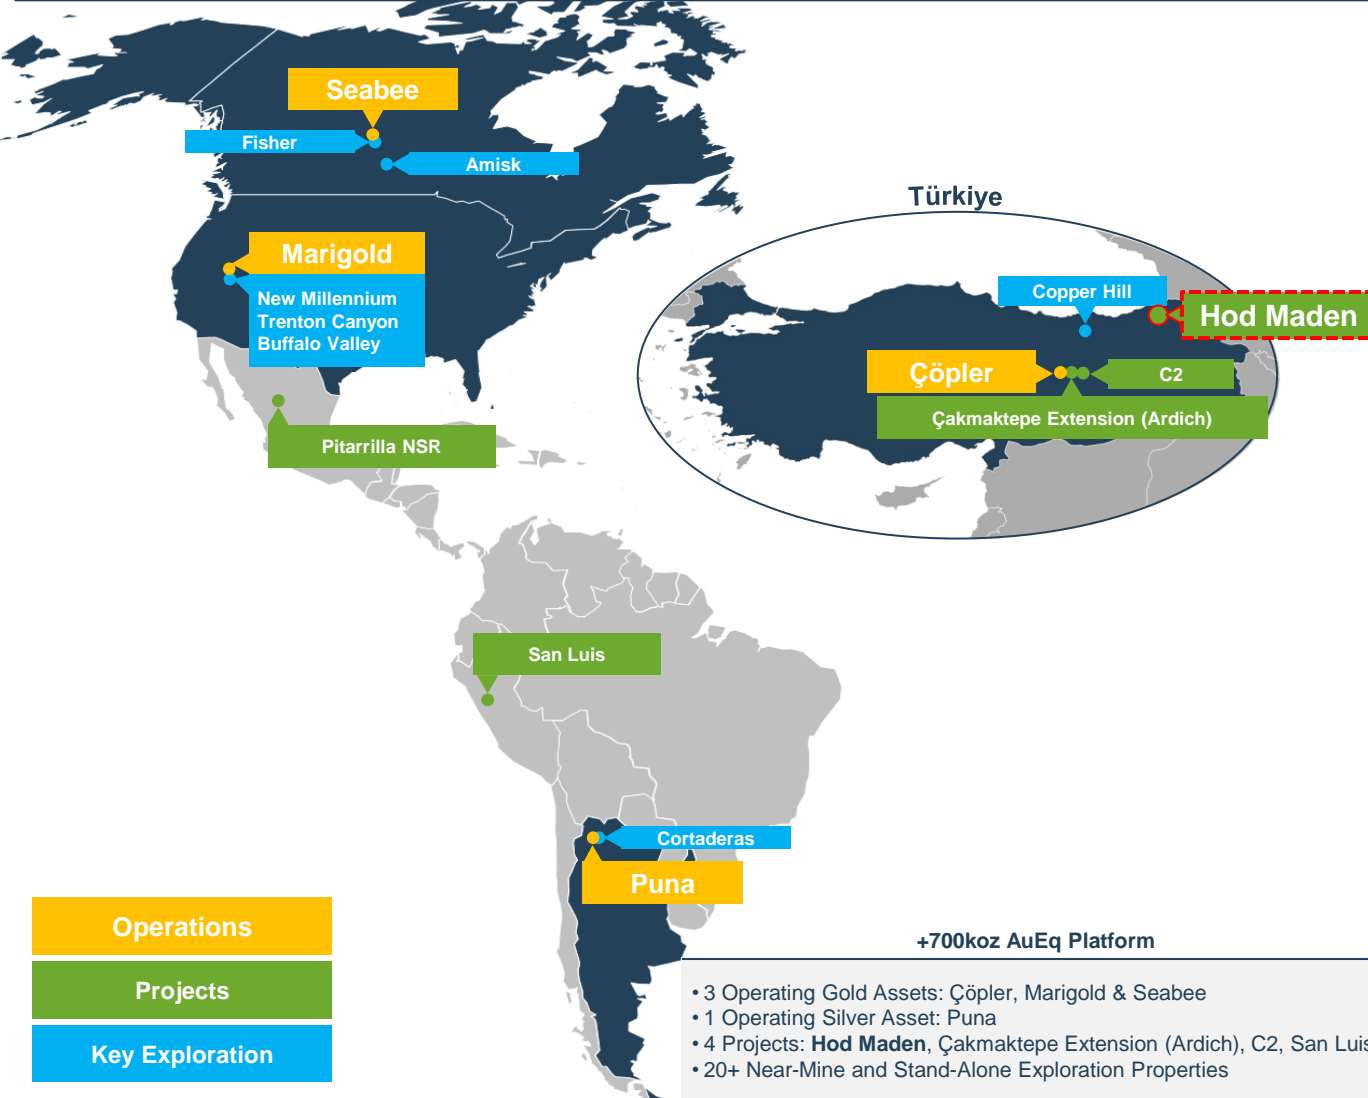 Seabee
Fisher
Amisk
Türkiye
Marigold
New Millennium
Trenton Canyon
Buffalo Valley
Copper Hill
Hod Maden
Çöpler
C2
Çakmaktepe Extension (Ardich)
Pitarrilla NSR
San Luis
Cortaderas
Puna
Operations
Projects
Key Exploration
+700koz AuEq Platform
• 3 Operating Gold Assets: Çöpler, Marigold & Seabee
• 1 Operating Silver Asset: Puna
• 4 Projects: Hod Maden, Çakmaktepe Extension (Ardich), C2, San Luis
• 20+ Near-Mine and Stand-Alone Exploration Properties